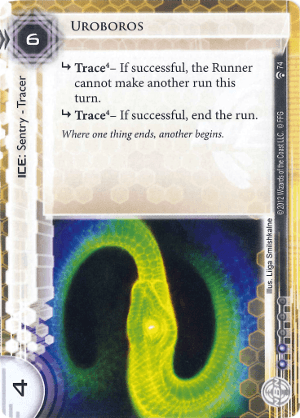 UROBOROS
6
↳ Trace⁴– If successful, the Runner
cannot make another run this
turn.
↳ Trace⁴– If successful, end the run.
Where one thing ends, another begins.
ICE: Sentry - Tracer
74
©2012 Wizards of the Coast LLC. © FFG
Illus. Liiga Smilshkalne
4